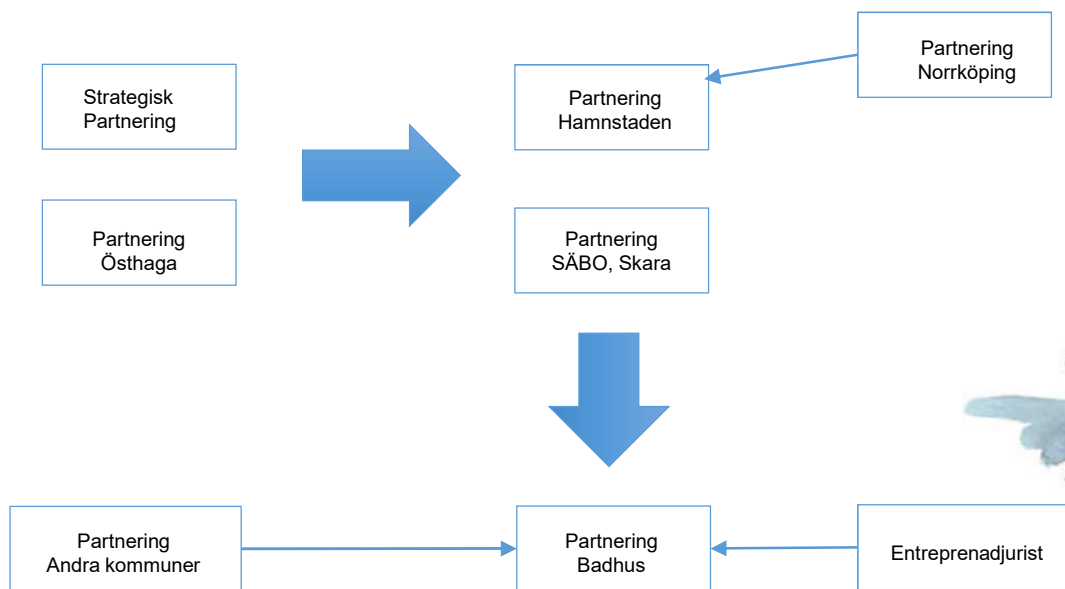 Strategisk
Partnering
Partnering
Hamnstaden
Partnering
Norrköping
Partnering
Östhaga
Partnering
SÄBO, Skara
Partnering
Andra kommuner
Partnering
Badhus
Entreprenadjurist